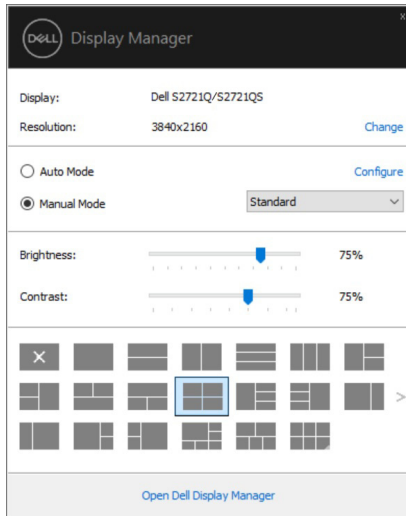 x
DELL Display Manager
Display: Dell S2721Q/S2721QS
Resolution: 3840x2160 Change
Auto Mode Configure
Manual Mode Standard
Brightness: 75%
Contrast: 75%
Open Dell Display Manager